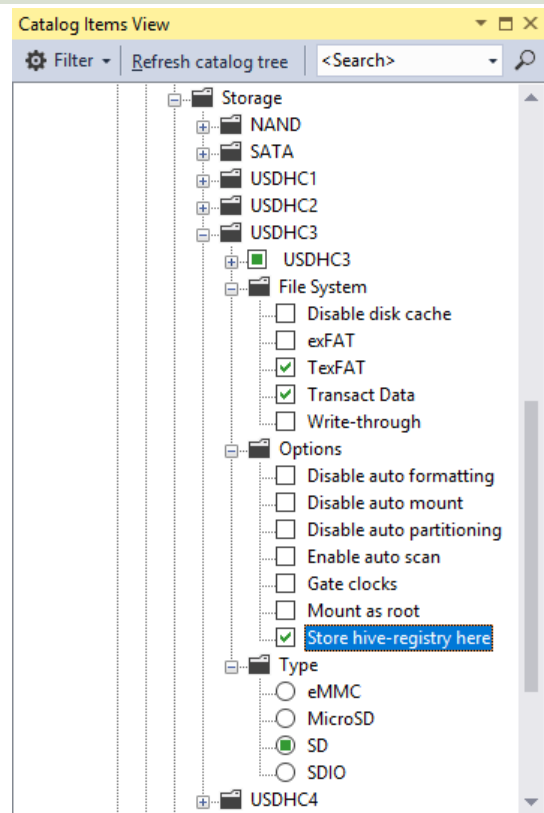 Catalog Items View
Filter Refresh catalog tree <Search>
Storage
NAND
SATA
USDHC1
USDHC2
USDHC3
USDHC3
File System
Disable disk cache
exFAT
TexFAT
Transact Data
Write-through
Options
Disable auto formatting
Disable auto mount
Disable auto partitioning
Enable auto scan
Gate clocks
Mount as root
Store hive-registry here
Type
eMMC
MicroSD
SD
SDIO
USDHC4